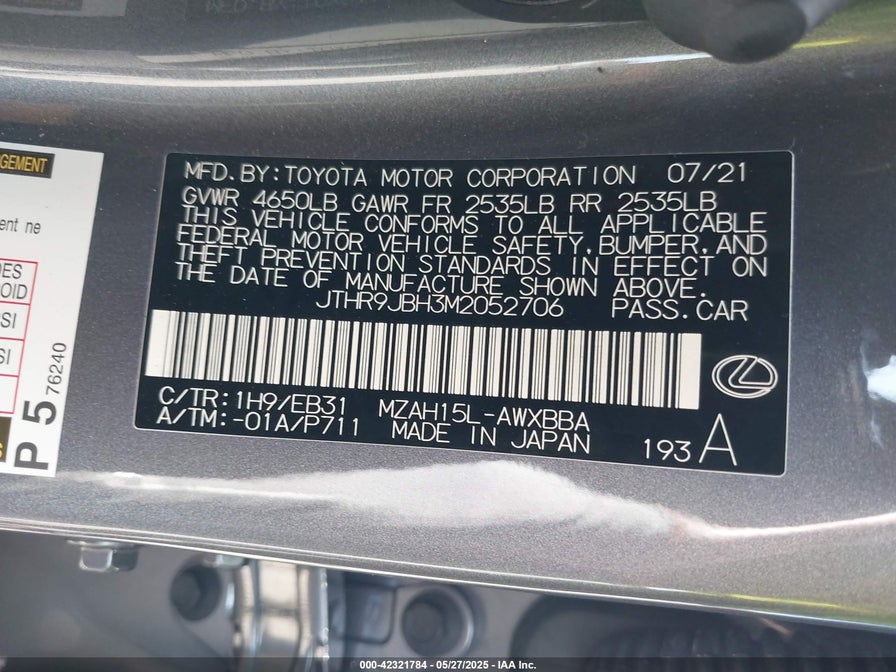 MFD. BY: TOYOTA MOTOR CORPORATION 07/21
GVWR 4650LB GAWR FR 2535LB RR 2535LB
THIS VEHICLE CONFORMS TO ALL APPLICABLE
FEDERAL MOTOR VEHICLE SAFETY, BUMPER, AND
THEFT PREVENTION STANDARDS IN EFFECT ON
THE DATE OF MANUFACTURE SHOWN ABOVE.
JTHR9JBH3M2052706 PASS. CAR
C/TR: 1H9/EB31 MZAH15L-AWXBBA
A/TM: -01A/P711 MADE IN JAPAN 193 A
P 5 76240
000-42321784 - 05/27/2025 - IAA Inc.